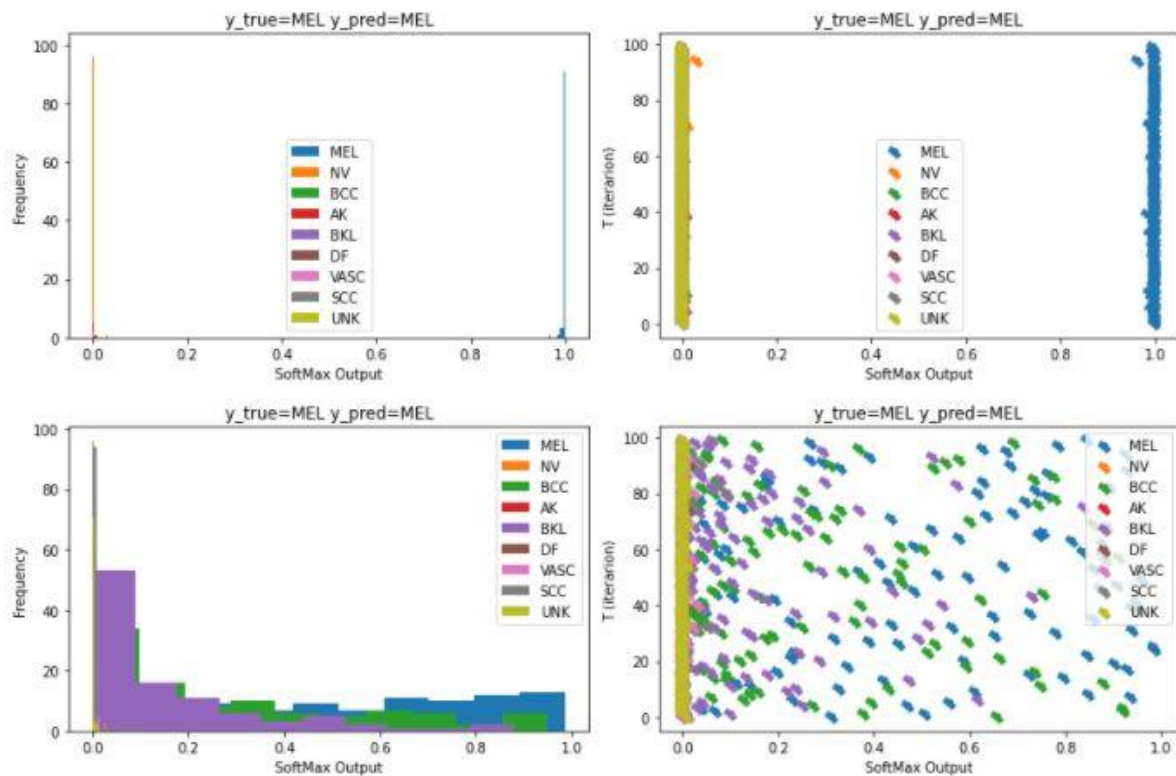 y_true=MEL y_pred=MEL
100
80
60
40
20
0
Frequency
MEL
NV
BCC
AK
BKL
DF
VASC
SCC
UNK
0.0 0.2 0.4 0.6 0.8 1.0
SoftMax Output
y_true=MEL y_pred=MEL
100
80
60
40
20
0
T (iterarion)
MEL
NV
BCC
AK
BKL
DF
VASC
SCC
UNK
0.0 0.2 0.4 0.6 0.8 1.0
SoftMax Output
y_true=MEL y_pred=MEL
100
80
60
40
20
0
Frequency
MEL
NV
BCC
AK
BKL
DF
VASC
SCC
UNK
0.0 0.2 0.4 0.6 0.8 1.0
SoftMax Output
y_true=MEL y_pred=MEL
100
80
60
40
20
0
T (iterarion)
MEL
NV
BCC
AK
BKL
DF
VASC
SCC
UNK
0.0 0.2 0.4 0.6 0.8 1.0
SoftMax Output